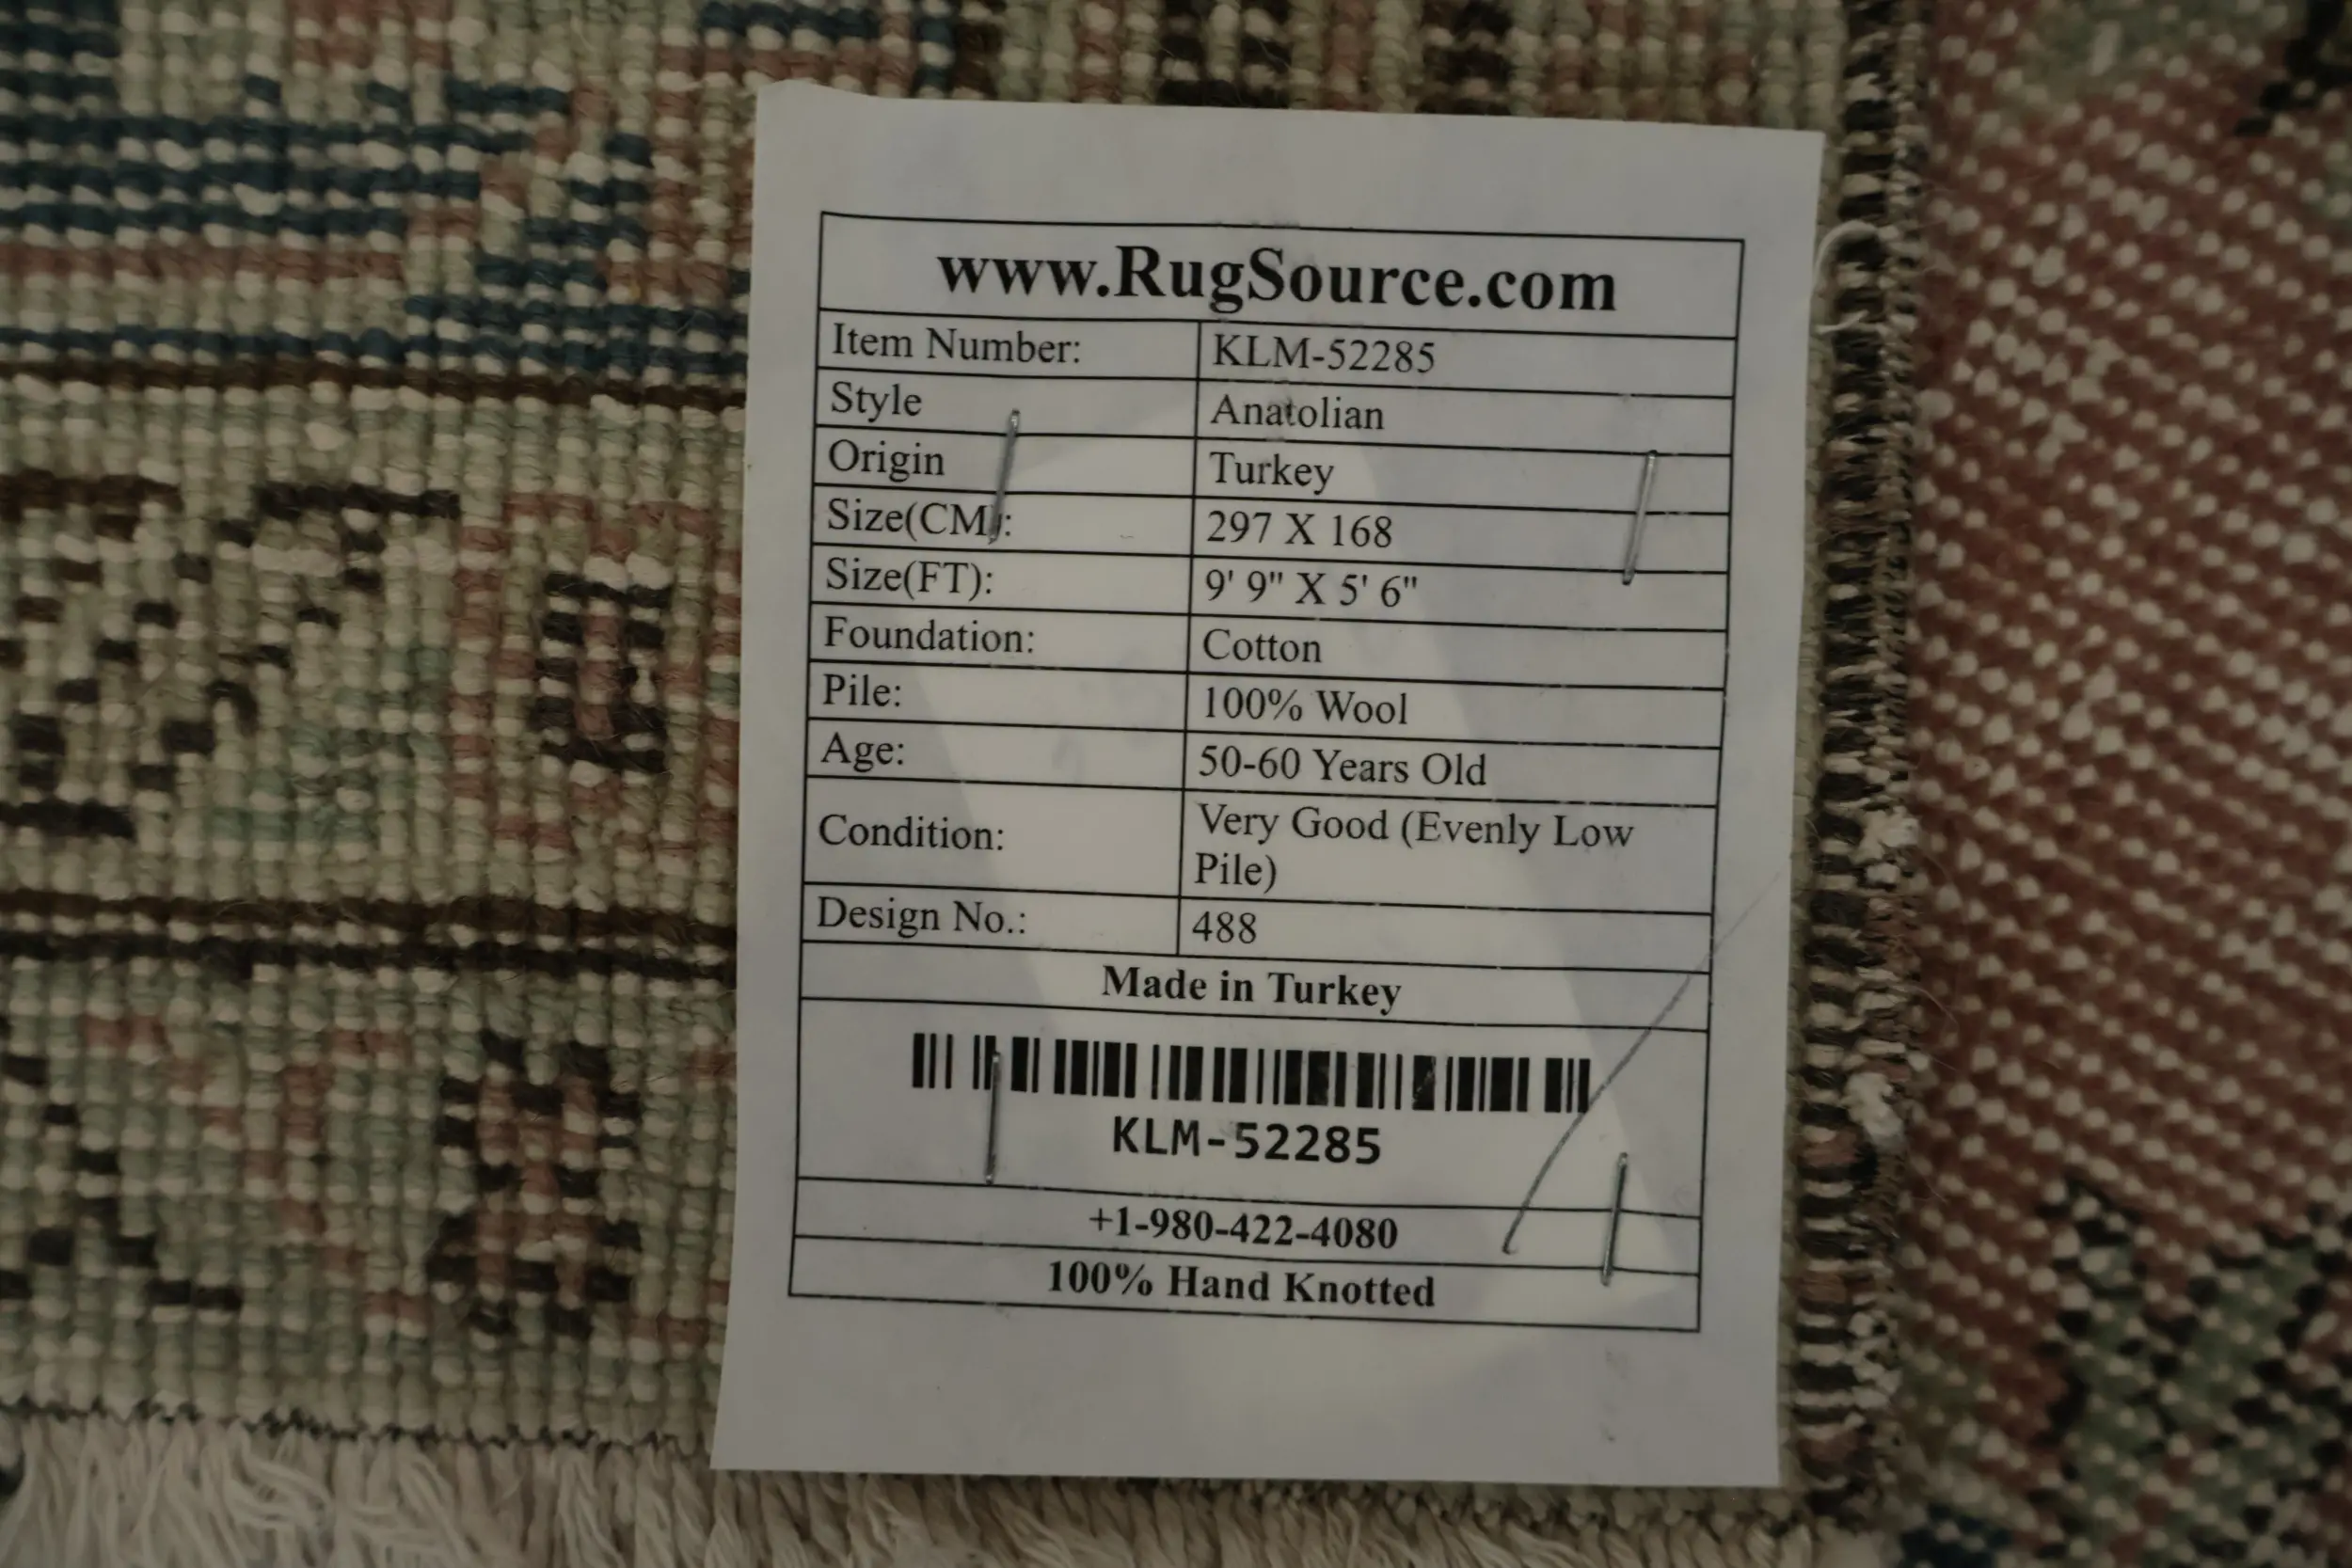 www.RugSource.com
Item Number: KLM-52285
Style Anatolian
Origin Turkey
Size(CM): 297 X 168
Size(FT): 9' 9" X 5' 6"
Foundation: Cotton
Pile: 100% Wool
Age: 50-60 Years Old
Condition: Very Good (Evenly Low
Pile)
Design No.: 488
Made in Turkey
KLM-52285
+1-980-422-4080
100% Hand Knotted